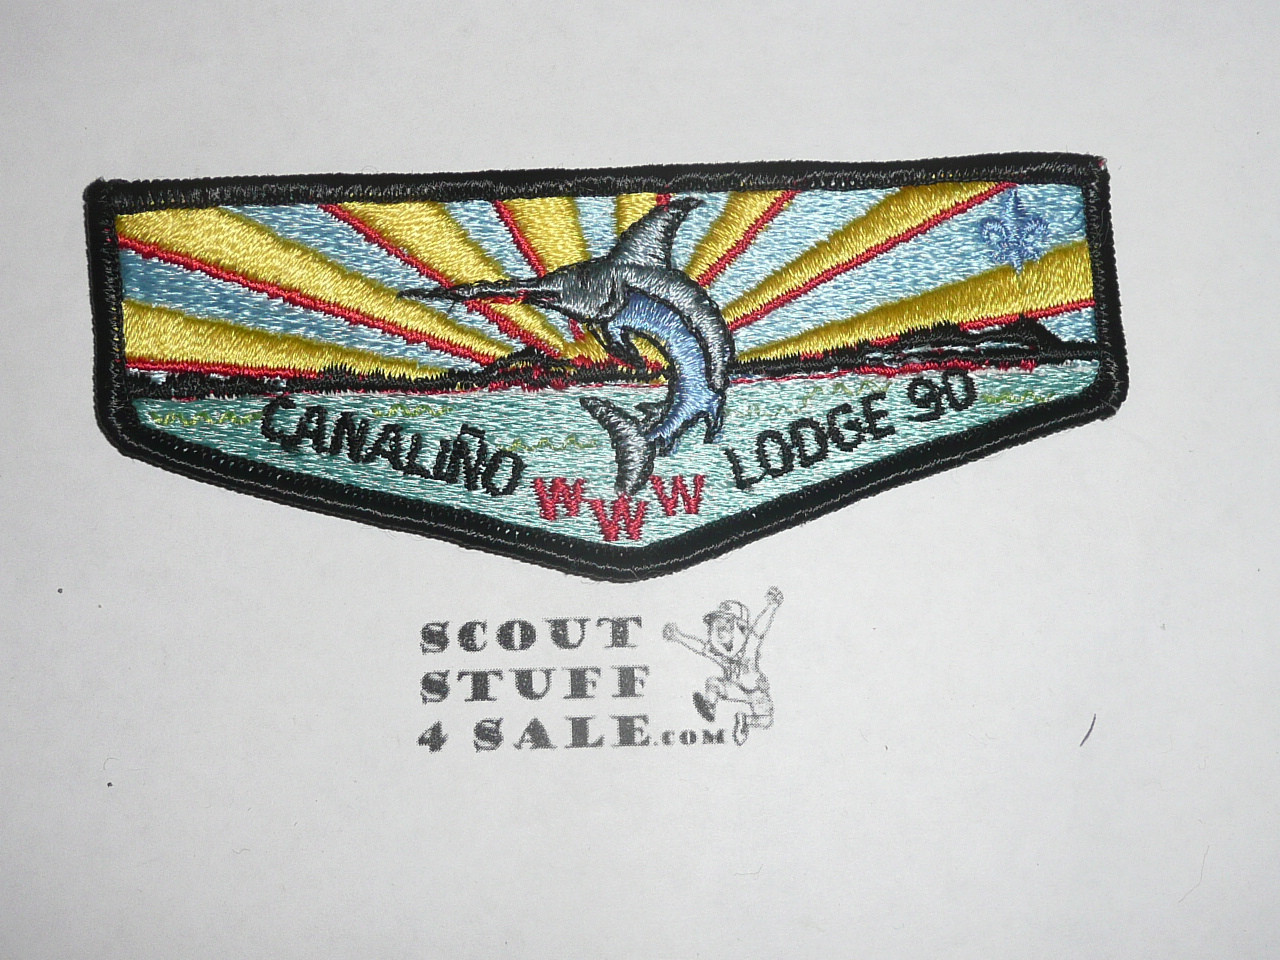 CANALIÑO
WWW
LODGE 90
SCOUT
STUFF
4 SALE.COM